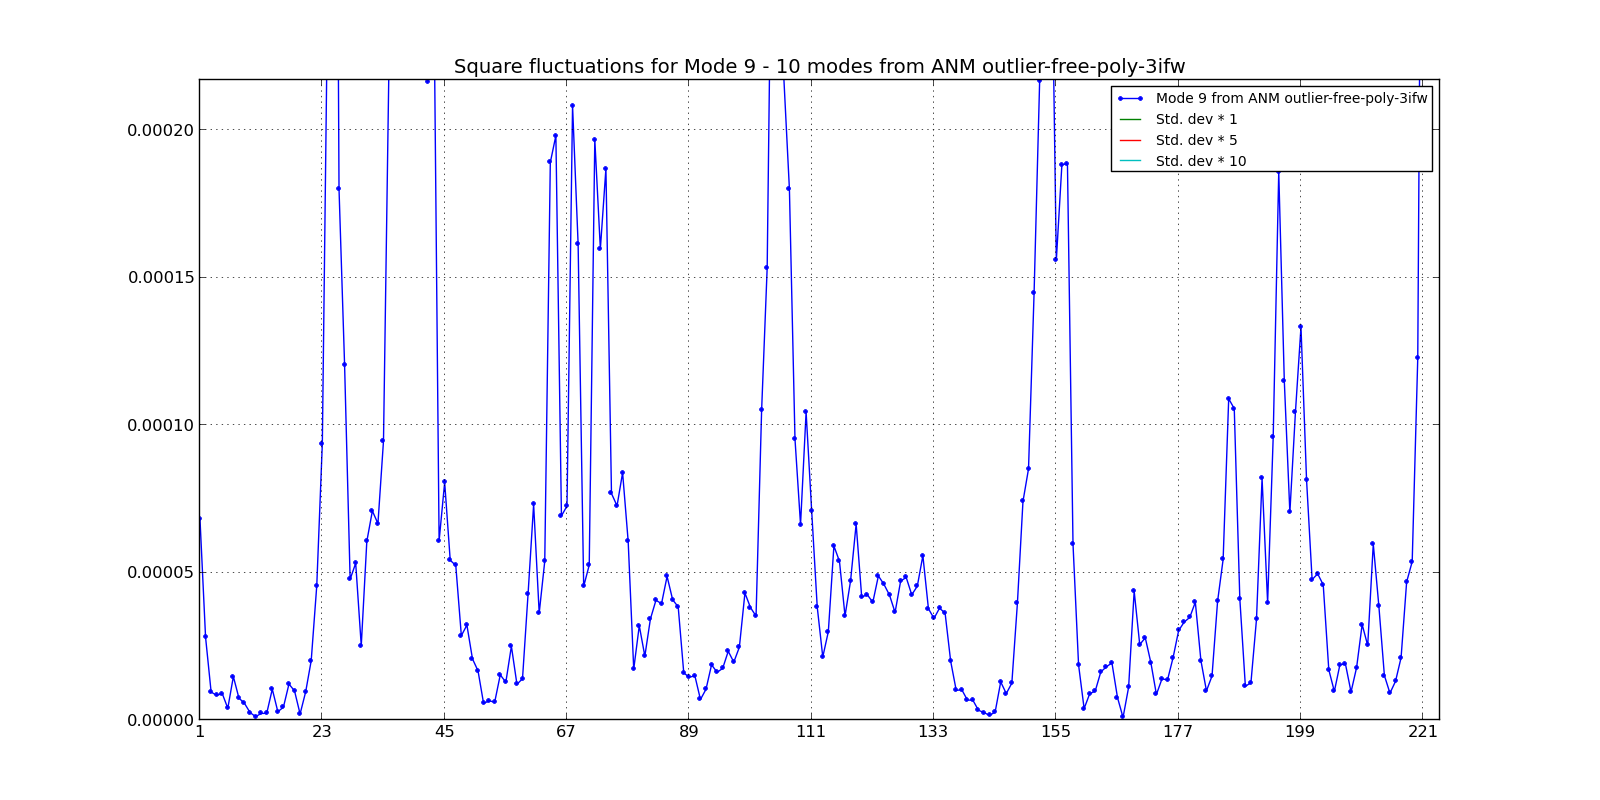 Square fluctuations for Mode 9 - 10 modes from ANM outlier-free-poly-3ifw
Mode 9 from ANM outlier-free-poly-3ifw
Std. dev * 1
Std. dev * 5
Std. dev * 10
0.00020
0.00015
0.00010
0.00005
0.00000
1 23 45 67 89 111 133 155 177 199 221